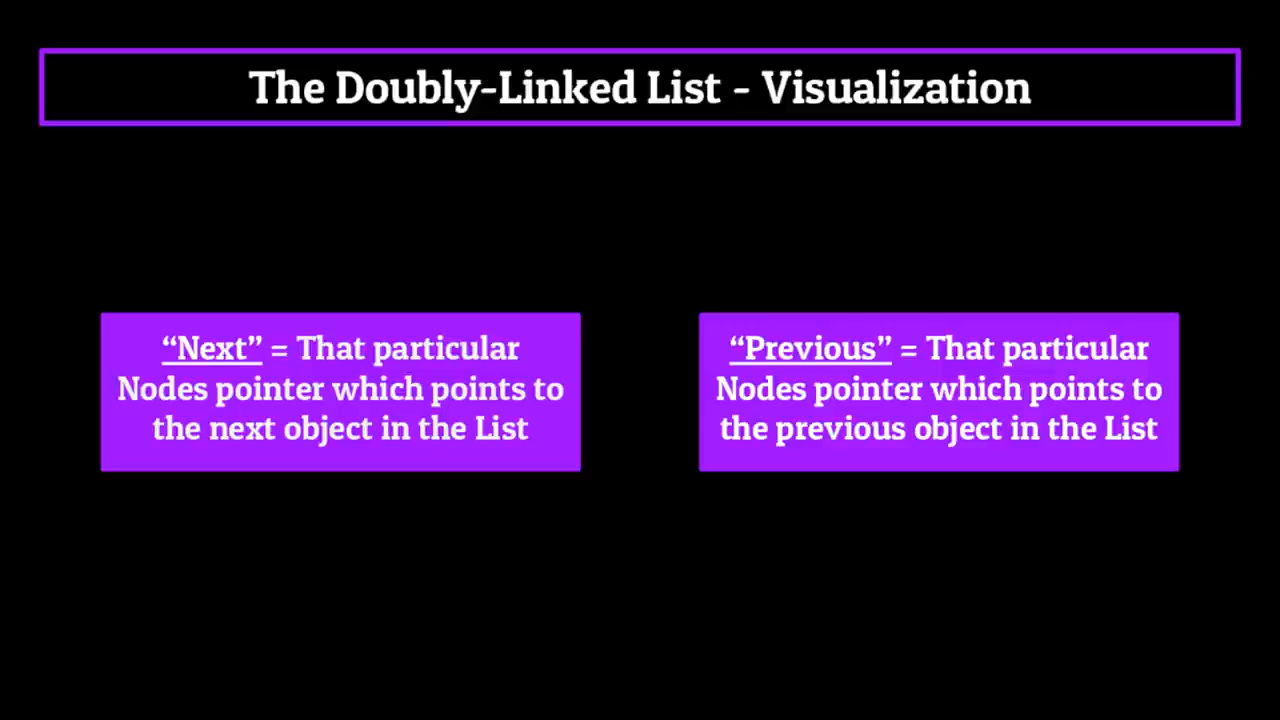 The Doubly-Linked List - Visualization
“Next” = That particular
Nodes pointer which points to
the next object in the List
“Previous” = That particular
Nodes pointer which points to
the previous object in the List